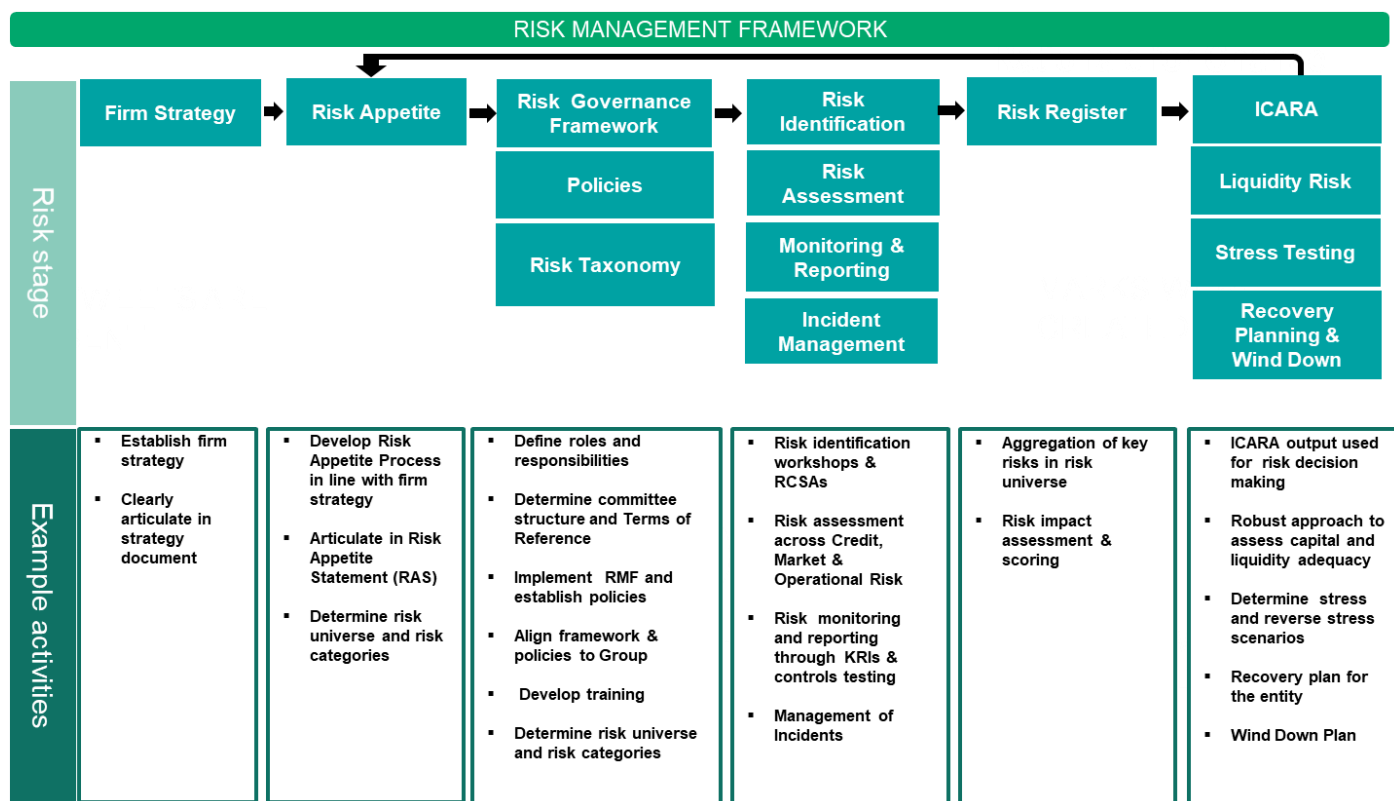 RISK MANAGEMENT FRAMEWORK
Risk stage
Firm Strategy
Risk Appetite
Risk Governance
Framework
Policies
Risk Taxonomy
Risk
Identification
Risk
Assessment
Monitoring &
Reporting
Incident
Management
Risk Register
ICARA
Liquidity Risk
Stress Testing
Recovery
Planning &
Wind Down
Example activities
▪ Establish firm
strategy
▪ Clearly
articulate in
strategy
document
▪ Develop Risk
Appetite Process
in line with firm
strategy
▪ Articulate in Risk
Appetite
Statement (RAS)
▪ Determine risk
universe and risk
categories
▪ Define roles and
responsibilities
▪ Determine committee
structure and Terms of
Reference
▪ Implement RMF and
establish policies
▪ Align framework &
policies to Group
▪ Develop training
▪ Determine risk universe
and risk categories
▪ Risk identification
workshops &
RCSAs
▪ Risk assessment
across Credit,
Market &
Operational Risk
▪ Risk monitoring
and reporting
through KRIs &
controls testing
▪ Management of
Incidents
▪ Aggregation of key
risks in risk
universe
▪ Risk impact
assessment &
scoring
▪ ICARA output used
for risk decision
making
▪ Robust approach to
assess capital and
liquidity adequacy
▪ Determine stress
and reverse stress
scenarios
▪ Recovery plan for
the entity
▪ Wind Down Plan